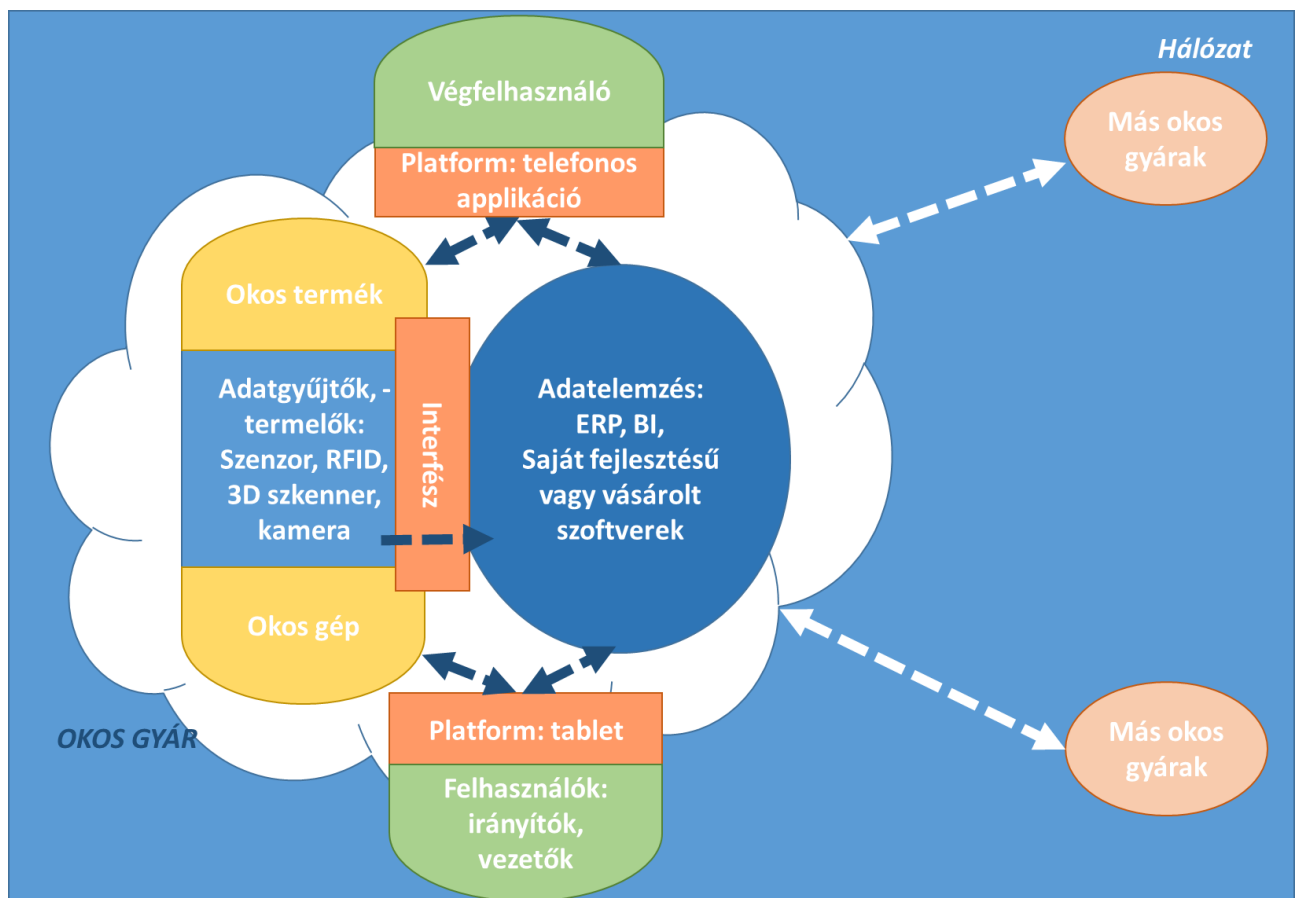 Hálózat
Végfelhasználó
Platform: telefonos
applikáció
Más okos
gyárak
Okos termék
Adatgyűjtők, -
termelők:
Szenzor, RFID,
3D szkenner,
kamera
Interfész
Adatelemzés:
ERP, BI,
Saját fejlesztésű
vagy vásárolt
szoftverek
Okos gép
OKOS GYÁR
Platform: tablet
Felhasználók:
irányítók,
vezetők
Más okos
gyárak